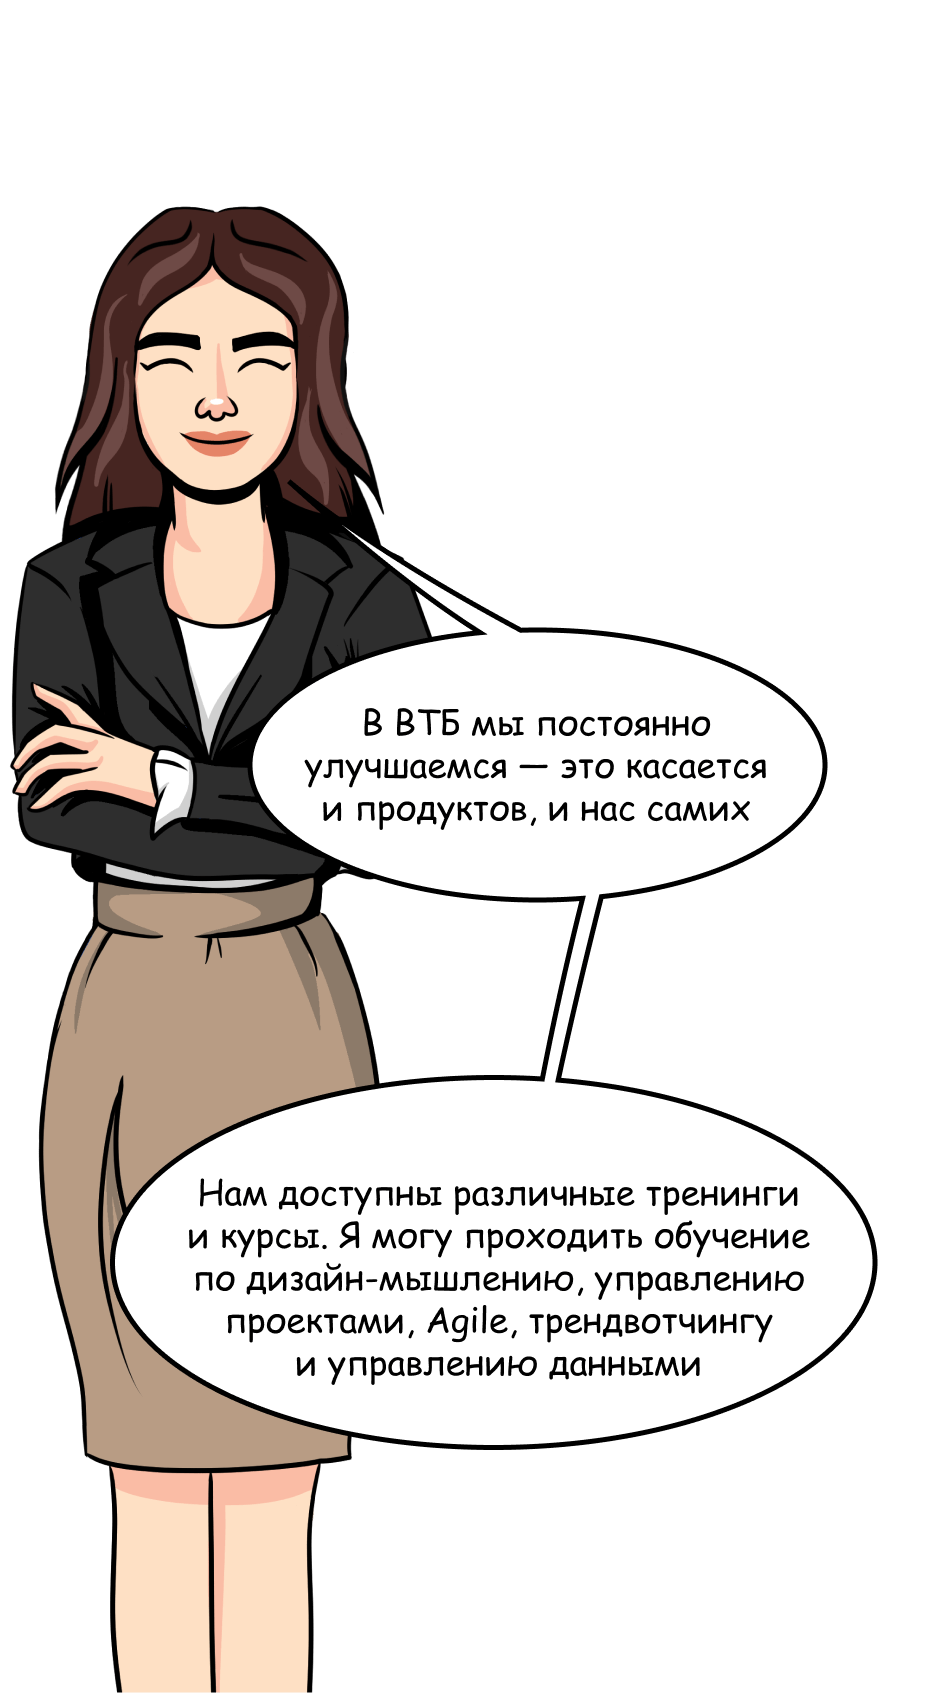 В ВТБ мы постоянно
улучшаемся — это касается
и продуктов, и нас самих
Нам доступны различные тренинги
и курсы. Я могу проходить обучение
по дизайн-мышлению, управлению
проектами, Agile, трендвотчингу
и управлению данными